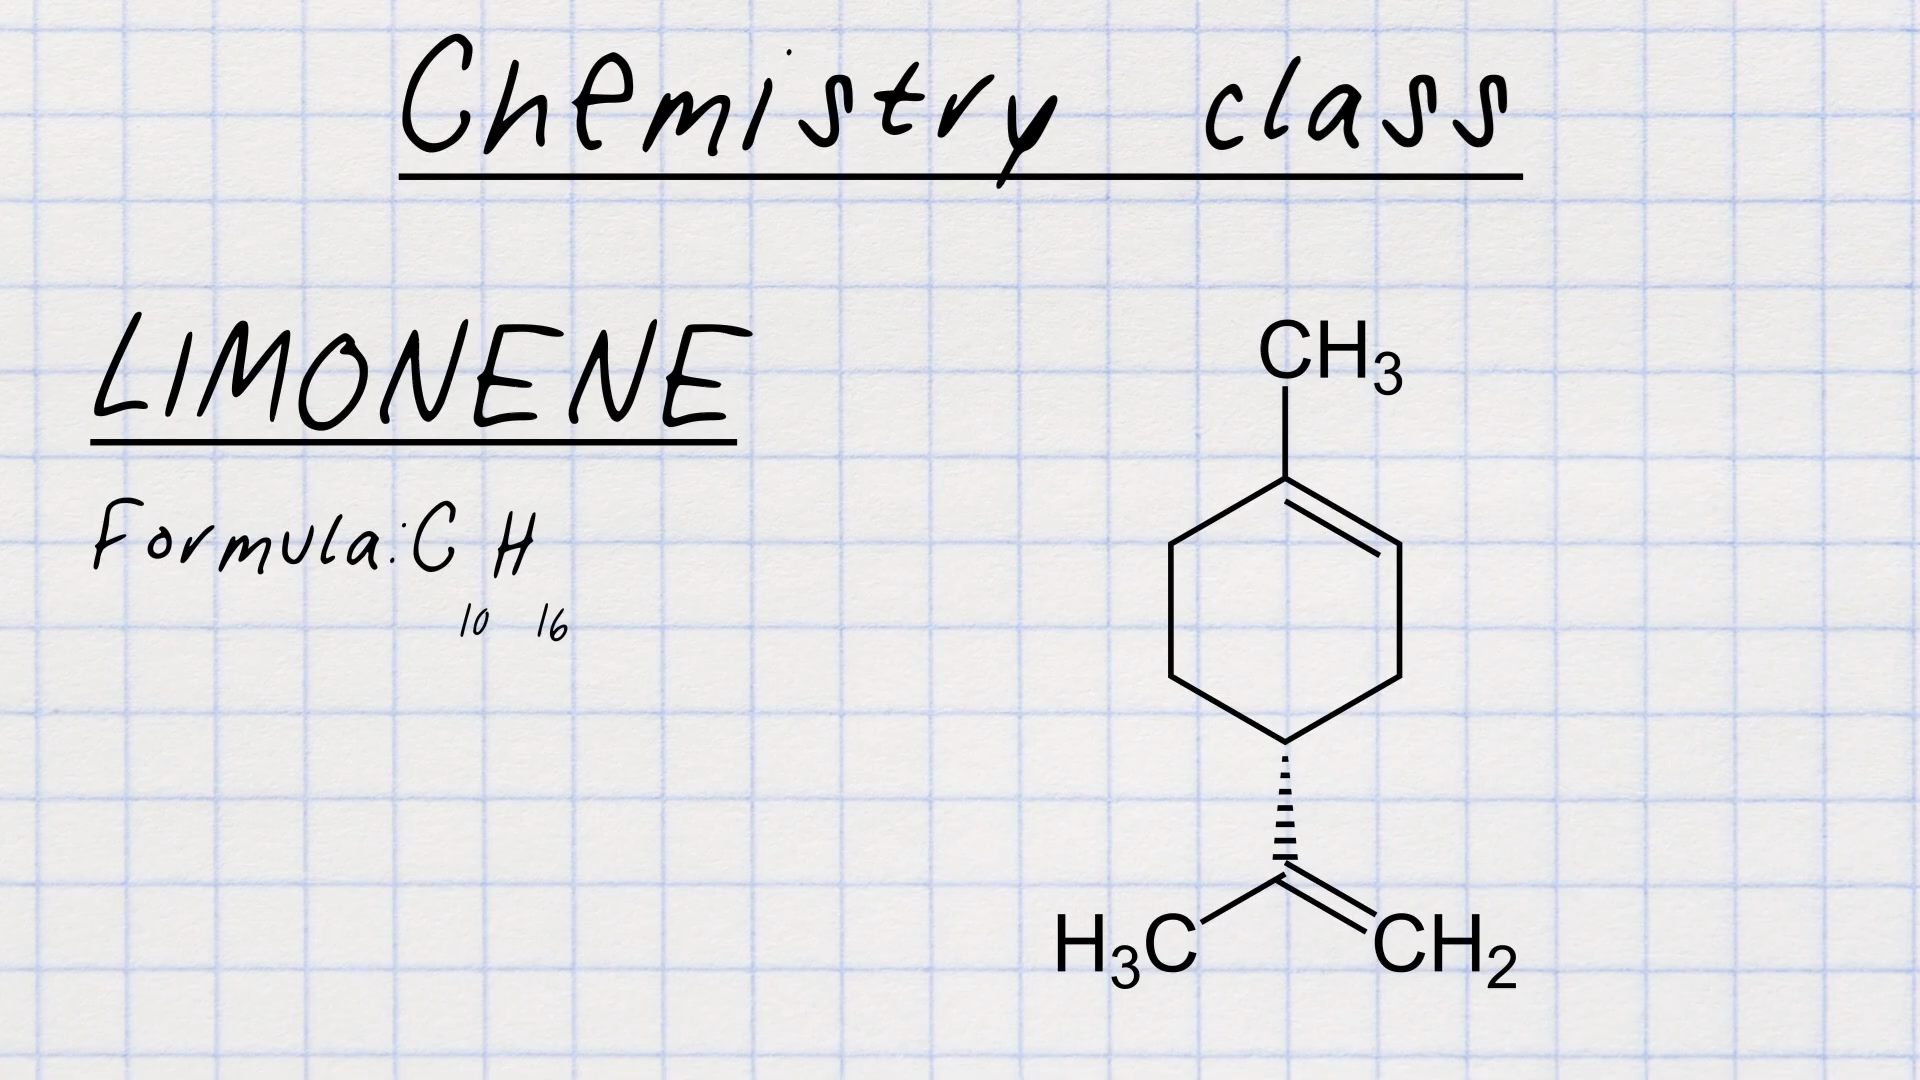 Chemistry class
LIMONENE
Formula: C H
10 16
CH3
H3C CH2